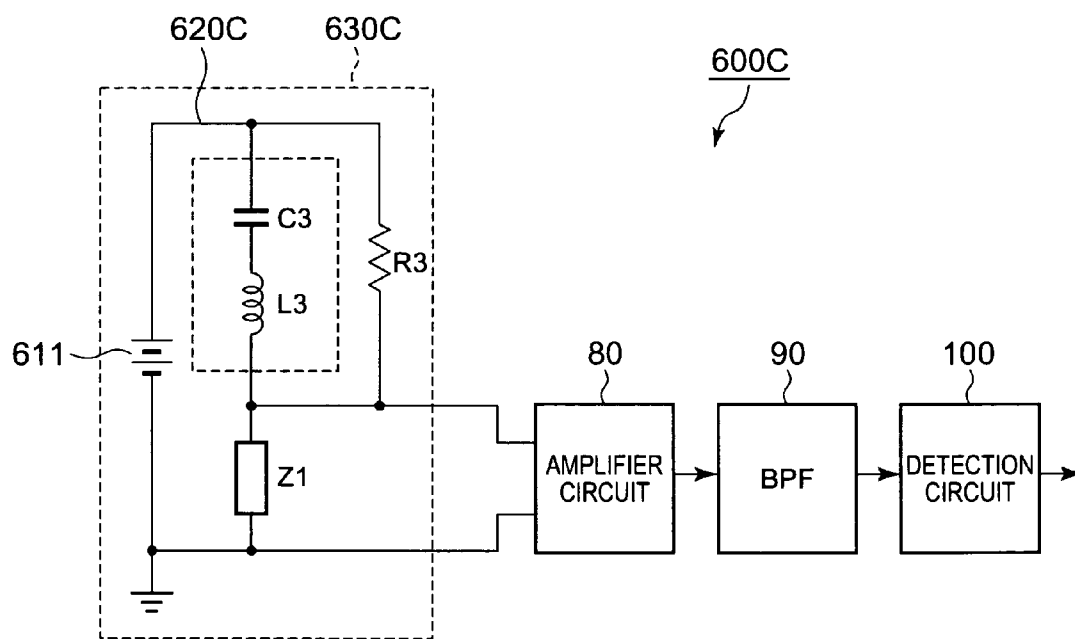 620C
630C
600C
C3
R3
L3
611
80
90
100
Z1
AMPLIFIER
CIRCUIT
BPF
DETECTION
CIRCUIT